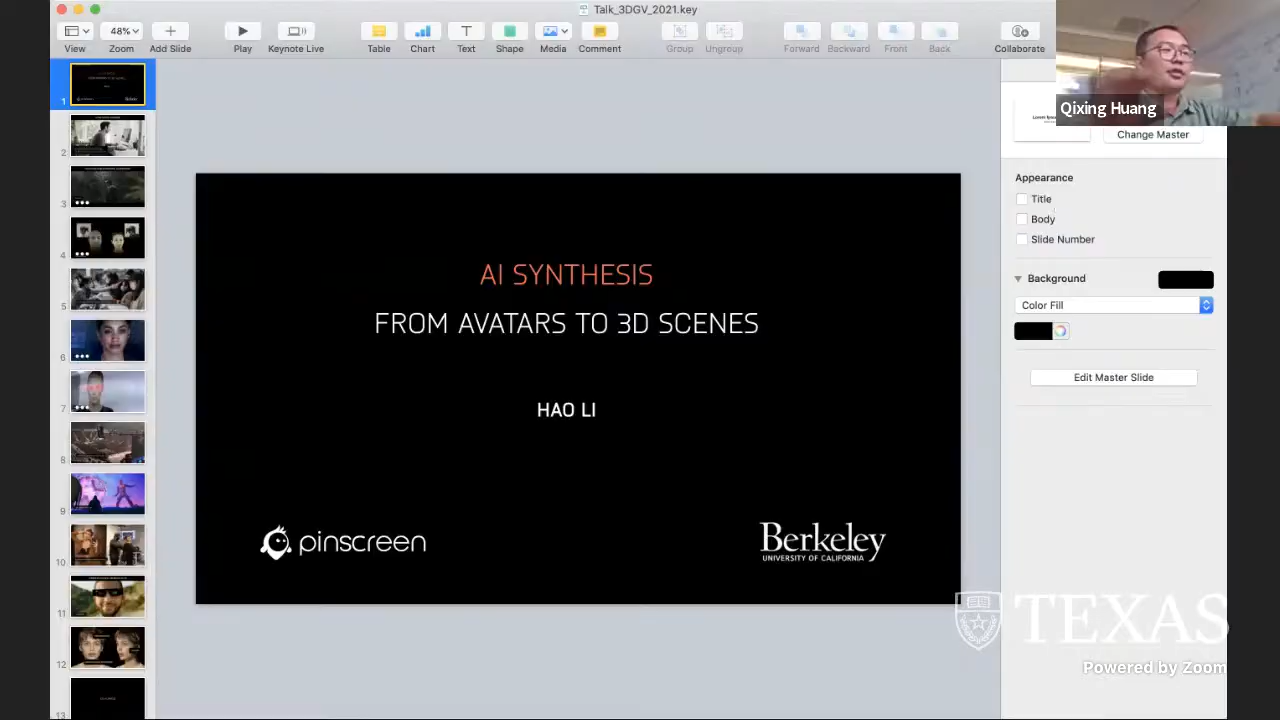 Talk_3DGV_2021.key
48%
View
Zoom
Add Slide
Play
Keynote Live
Table
Chart
Text
Shape
Media
Comment
Group
Ungroup
Forward
Backward
Front
Back
Collaborate
Qixing Huang
Change Master
Appearance
Title
Body
Slide Number
Background
Color Fill
Edit Master Slide
1
2
3
4
5
6
7
8
9
10
11
12
13
AI SYNTHESIS
FROM AVATARS TO 3D SCENES
HAO LI
pinscreen
Berkeley
UNIVERSITY OF CALIFORNIA
TEXAS
Powered by Zoom